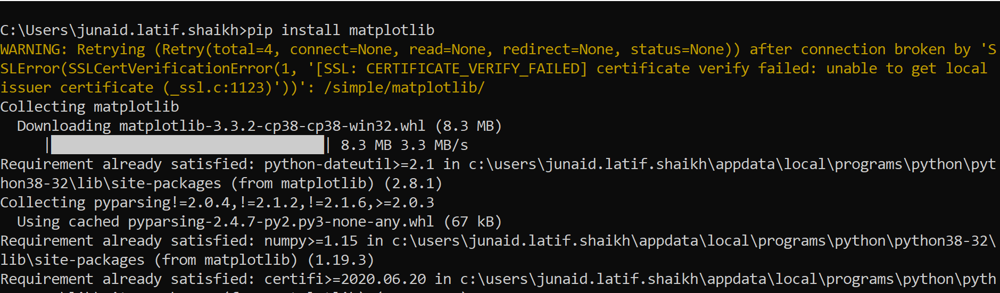 C:\Users\junaid.latif.shaikh>pip install matplotlib
WARNING: Retrying (Retry(total=4, connect=None, read=None, redirect=None, status=None)) after connection broken by 'S
SLError(SSLCertVerificationError(1, '[SSL: CERTIFICATE_VERIFY_FAILED] certificate verify failed: unable to get local
issuer certificate (_ssl.c:1123)'))': /simple/matplotlib/
Collecting matplotlib
  Downloading matplotlib-3.3.2-cp38-cp38-win32.whl (8.3 MB)
     |████████████████████████████████| 8.3 MB 3.3 MB/s
Requirement already satisfied: python-dateutil>=2.1 in c:\users\junaid.latif.shaikh\appdata\local\programs\python\pyt
hon38-32\lib\site-packages (from matplotlib) (2.8.1)
Collecting pyparsing!=2.0.4,!=2.1.2,!=2.1.6,>=2.0.3
  Using cached pyparsing-2.4.7-py2.py3-none-any.whl (67 kB)
Requirement already satisfied: numpy>=1.15 in c:\users\junaid.latif.shaikh\appdata\local\programs\python\python38-32\
lib\site-packages (from matplotlib) (1.19.3)
Requirement already satisfied: certifi>=2020.06.20 in c:\users\junaid.latif.shaikh\appdata\local\programs\python\pyth